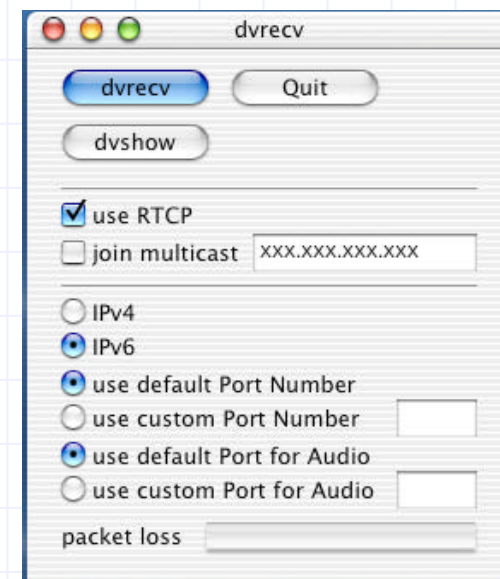 dvrecv
dvrecv Quit
dvshow
use RTCP
join multicast xxx.xxx.xxx.xxx
IPv4
IPv6
use default Port Number
use custom Port Number
use default Port for Audio
use custom Port for Audio
packet loss